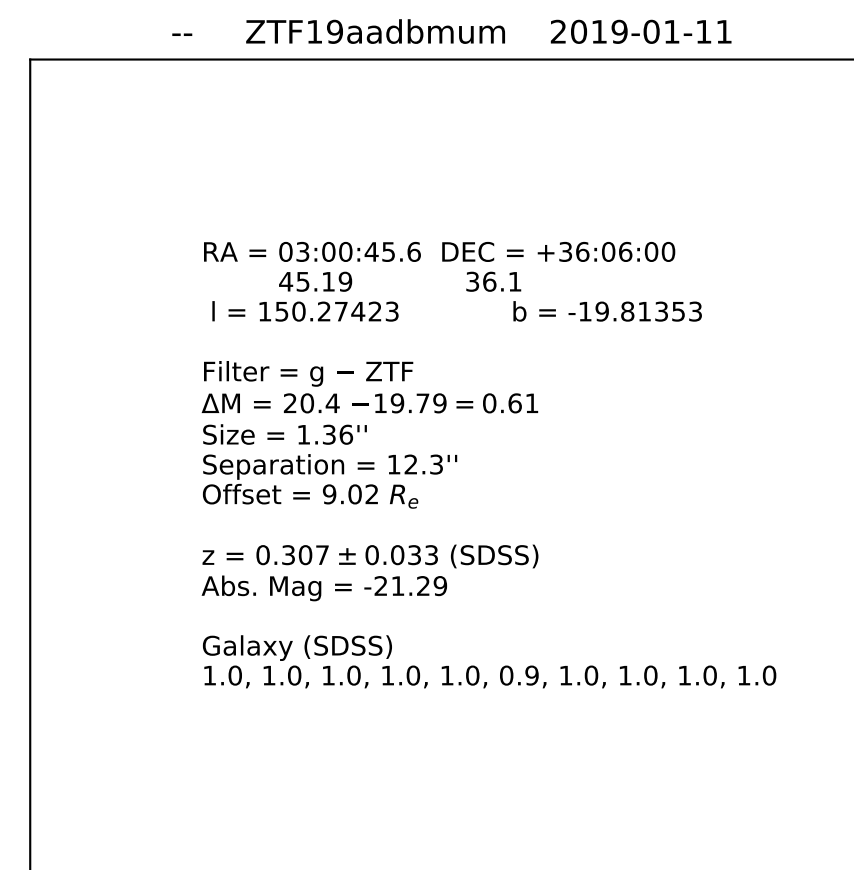 -- ZTF19aadbmum 2019-01-11
RA = 03:00:45.6 DEC = +36:06:00
45.19 36.1
l = 150.27423 b = -19.81353
Filter = g − ZTF
ΔM = 20.4 −19.79 = 0.61
Size = 1.36''
Separation = 12.3''
Offset = 9.02 Re
z = 0.307 ± 0.033 (SDSS)
Abs. Mag = -21.29
Galaxy (SDSS)
1.0, 1.0, 1.0, 1.0, 1.0, 0.9, 1.0, 1.0, 1.0, 1.0